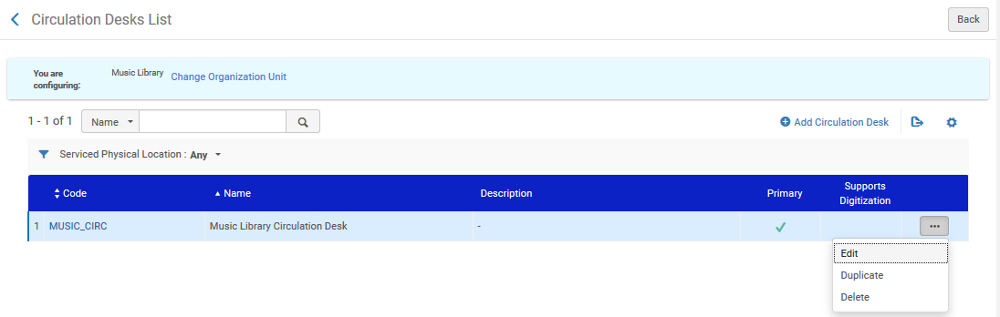 Circulation Desks List
Back
You are
configuring:
Music Library Change Organization Unit
1 - 1 of 1 Name
Add Circulation Desk
Serviced Physical Location : Any
Code Name Description Primary Supports
Digitization
1 MUSIC_CIRC Music Library Circulation Desk -
Edit
Duplicate
Delete